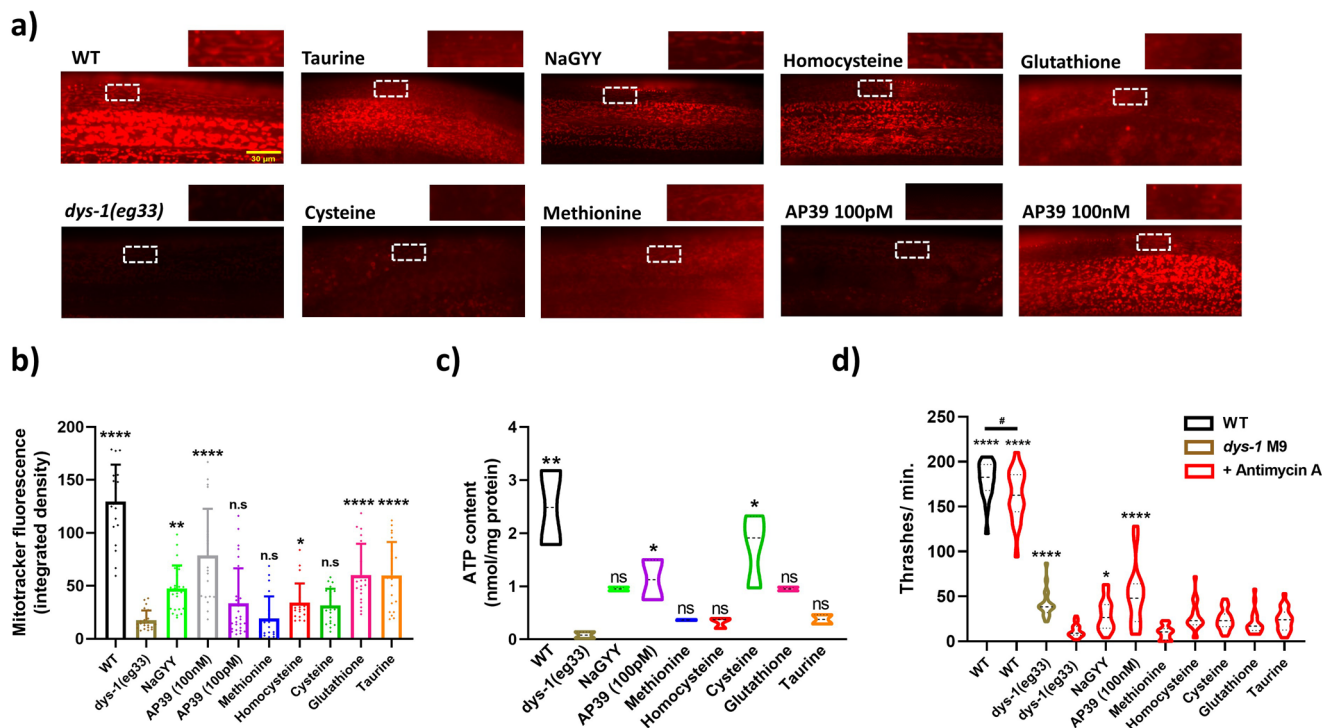 a)
WT
Taurine
NaGYY
Homocysteine
Glutathione
30 µm
dys-1(eg33)
Cysteine
Methionine
AP39 100pM
AP39 100nM
b)
Mitotracker fluorescence
(integrated density)
200
150
100
50
0
****
**
****
n.s
n.s
*
n.s
****
****
WT
dys-1(eg33)
NaGYY
AP39 (100nM)
AP39 (100pM)
Methionine
Homocysteine
Cysteine
Glutathione
Taurine
c)
ATP content
(nmol/mg protein)
4
3
2
1
0
**
ns
*
ns
ns
*
ns
ns
WT
dys-1(eg33)
NaGYY
AP39 (100pM)
Methionine
Homocysteine
Cysteine
Glutathione
Taurine
d)
Thrashes/ min.
250
200
150
100
50
0
#
****
****
****
*
****
WT
dys-1 M9
+ Antimycin A
WT
WT
dys-1(eg33)
dys-1(eg33)
NaGYY
AP39 (100nM)
Methionine
Homocysteine
Cysteine
Glutathione
Taurine